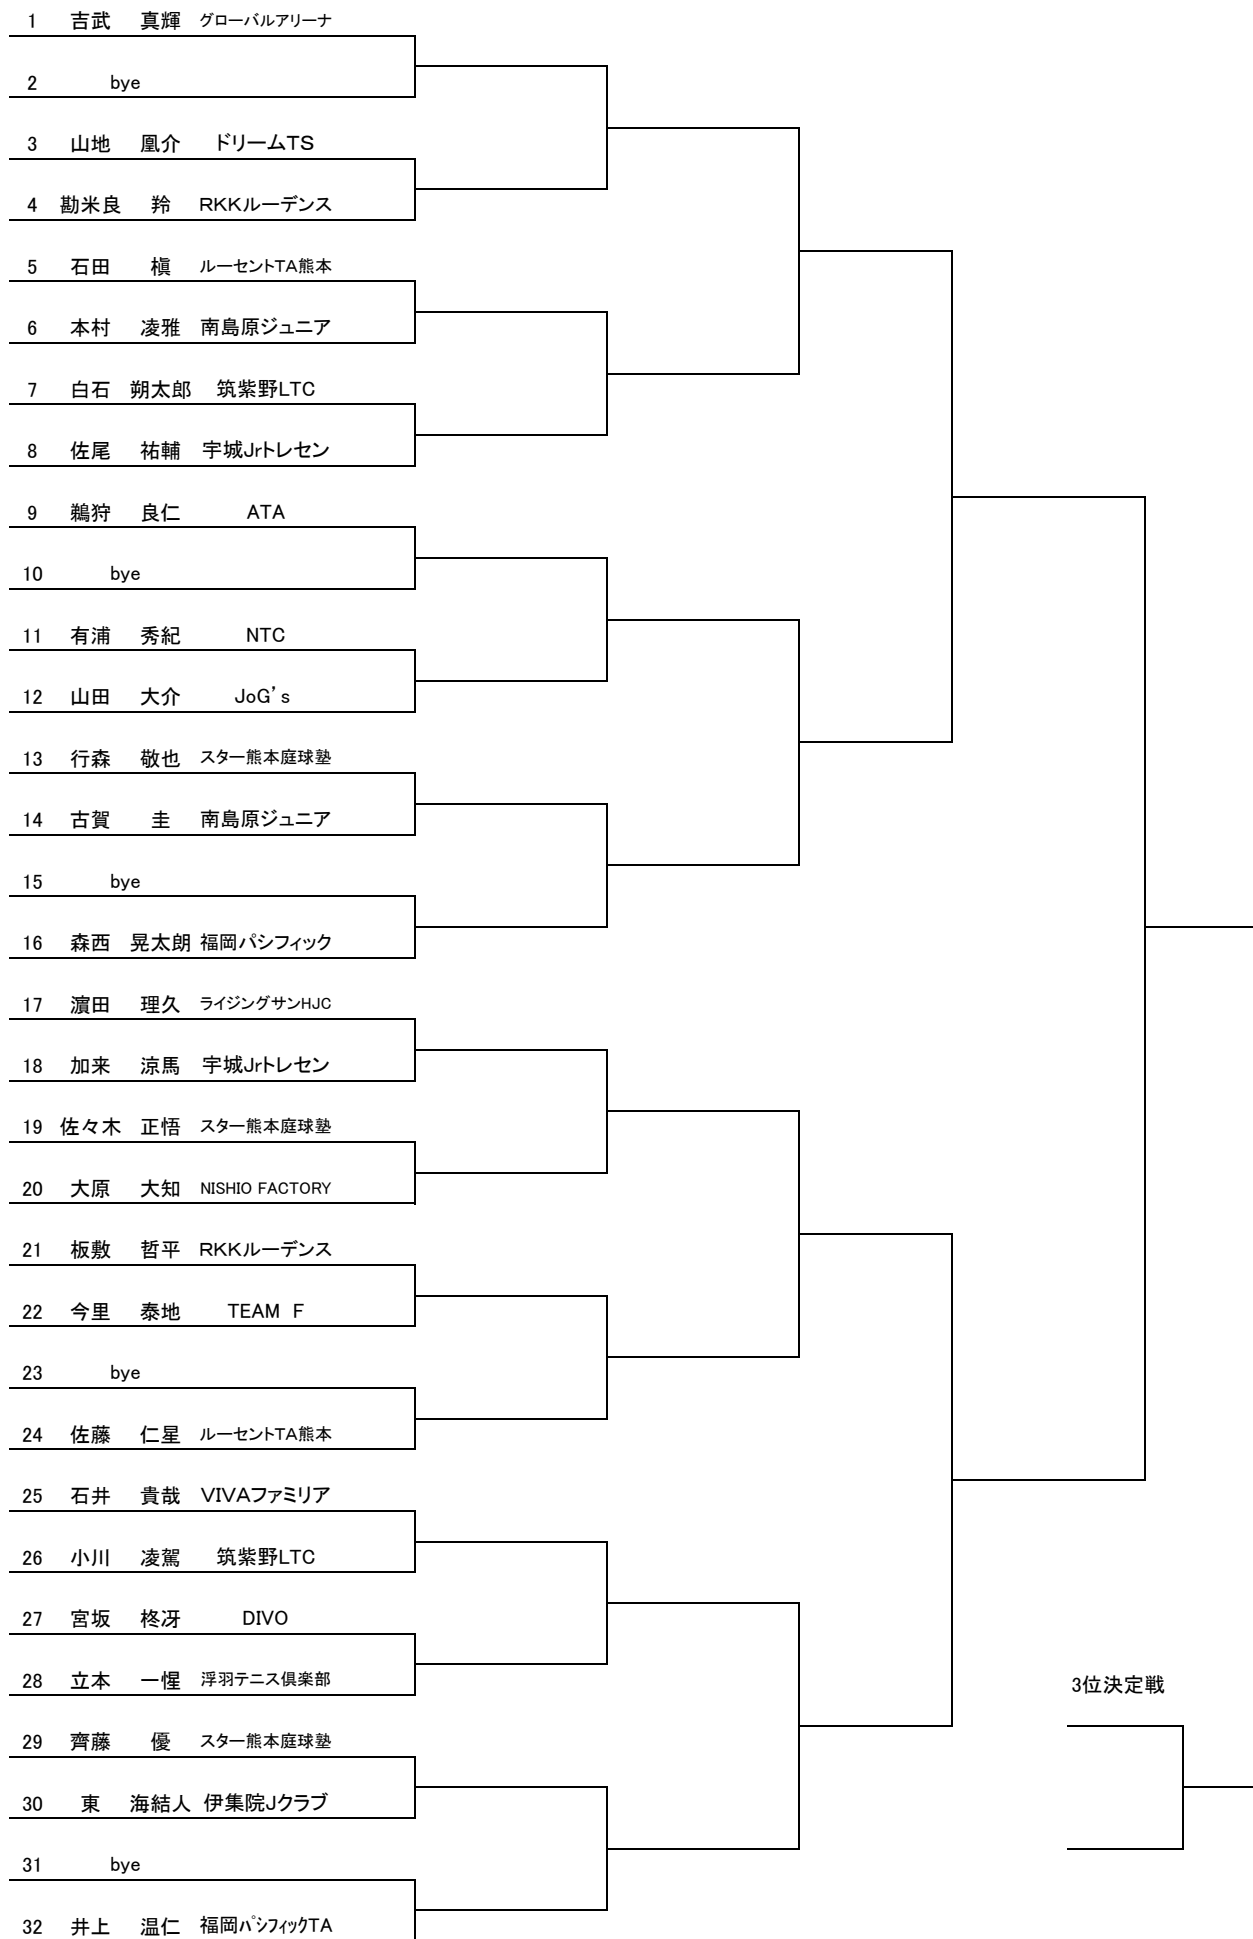 1 吉武 真輝 グローバルアリーナ
2 bye
3 山地 凰介 ドリームTS
4 勘米良 羚 RKKルーデンス
5 石田 槇 ルーセントTA熊本
6 本村 凌雅 南島原ジュニア
7 白石 朔太郎 筑紫野LTC
8 佐尾 祐輔 宇城Jrトレセン
9 鵜狩 良仁 ATA
10 bye
11 有浦 秀紀 NTC
12 山田 大介 JoG’s
13 行森 敬也 スター熊本庭球塾
14 古賀 圭 南島原ジュニア
15 bye
16 森西 晃太朗 福岡パシフィック
17 濵田 理久 ライジングサンHJC
18 加来 涼馬 宇城Jrトレセン
19 佐々木 正悟 スター熊本庭球塾
20 大原 大知 NISHIO FACTORY
21 板敷 哲平 RKKルーデンス
22 今里 泰地 TEAM F
23 bye
24 佐藤 仁星 ルーセントTA熊本
25 石井 貴哉 VIVAファミリア
26 小川 凌駕 筑紫野LTC
27 宮坂 柊冴 DIVO
28 立本 一惺 浮羽テニス倶楽部
3位決定戦
29 齊藤 優 スター熊本庭球塾
30 東 海結人 伊集院Jクラブ
31 bye
32 井上 温仁 福岡ﾊﾟｼﾌｨｯｸTA